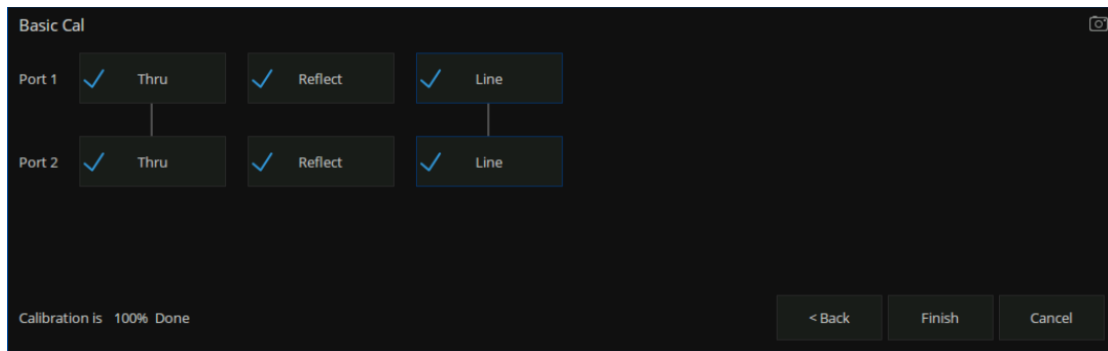 Basic Cal
Port 1 Thru Reflect Line
Port 2 Thru Reflect Line
Calibration is 100% Done < Back Finish Cancel